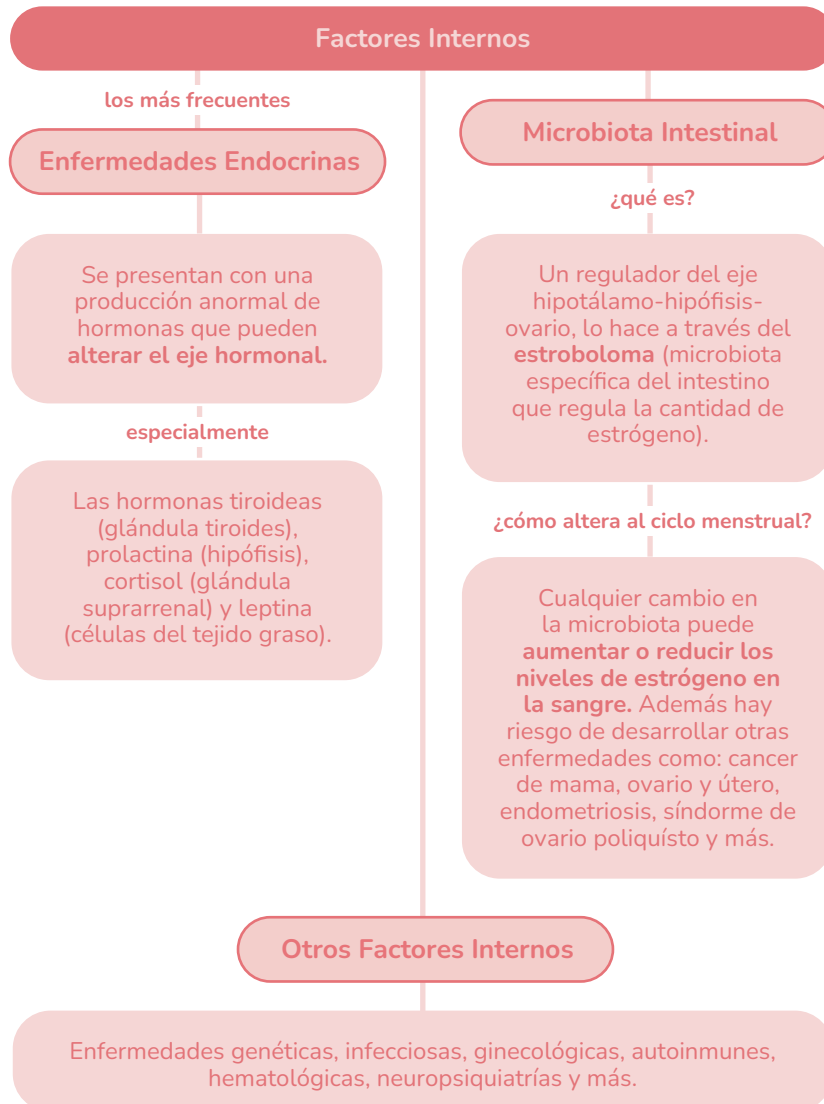 Factores Internos
los más frecuentes
Enfermedades Endocrinas
Se presentan con una
producción anormal de
hormonas que pueden
alterar el eje hormonal.
especialmente
Las hormonas tiroideas
(glándula tiroides),
prolactina (hipófisis),
cortisol (glándula
suprarrenal) y leptina
(células del tejido graso).
Microbiota Intestinal
¿qué es?
Un regulador del eje
hipotálamo-hipófisis-
ovario, lo hace a través del
estroboloma (microbiota
específica del intestino
que regula la cantidad de
estrógeno).
¿cómo altera al ciclo menstrual?
Cualquier cambio en
la microbiota puede
aumentar o reducir los
niveles de estrógeno en
la sangre. Además hay
riesgo de desarrollar otras
enfermedades como: cancer
de mama, ovario y útero,
endometriosis, síndorme de
ovario poliquísto y más.
Otros Factores Internos
Enfermedades genéticas, infecciosas, ginecológicas, autoinmunes,
hematológicas, neuropsiquiatrías y más.